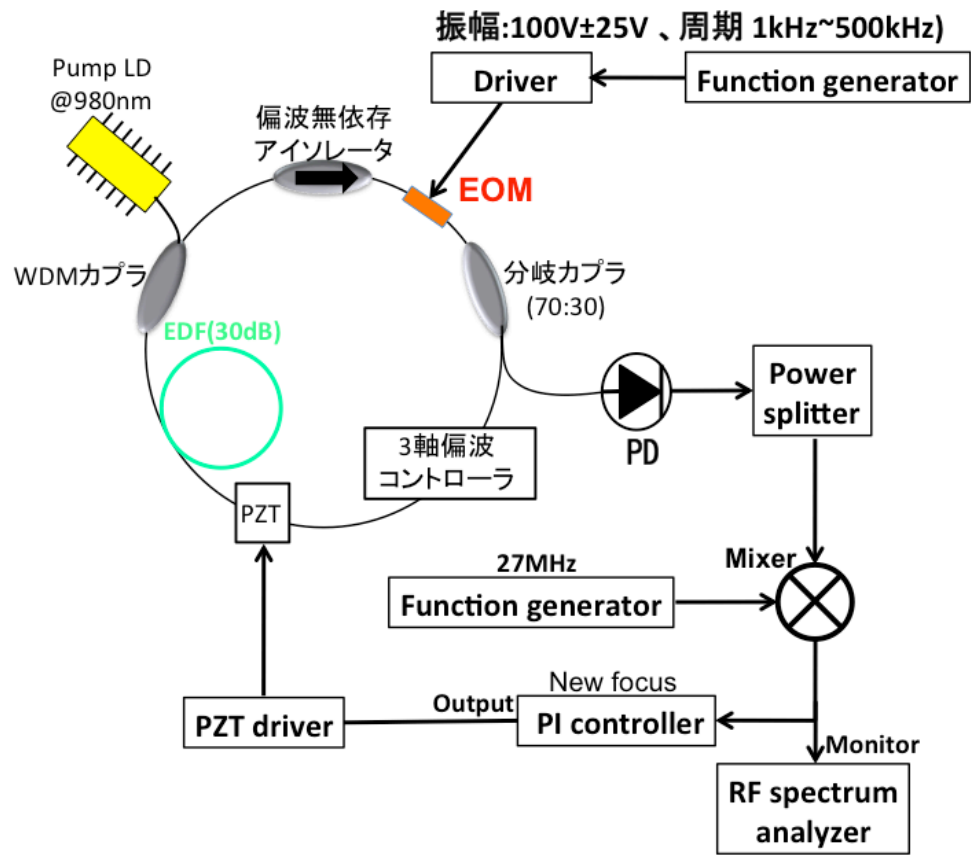 振幅:100V±25V 、周期 1kHz~500kHz)
Pump LD
@980nm
Driver
Function generator
偏波無依存
アイソレータ
EOM
WDMカプラ
分岐カプラ
(70:30)
EDF(30dB)
Power
splitter
PD
3軸偏波
コントローラ
PZT
Mixer
27MHz
Function generator
New focus
Output
PZT driver
PI controller
Monitor
RF spectrum
analyzer